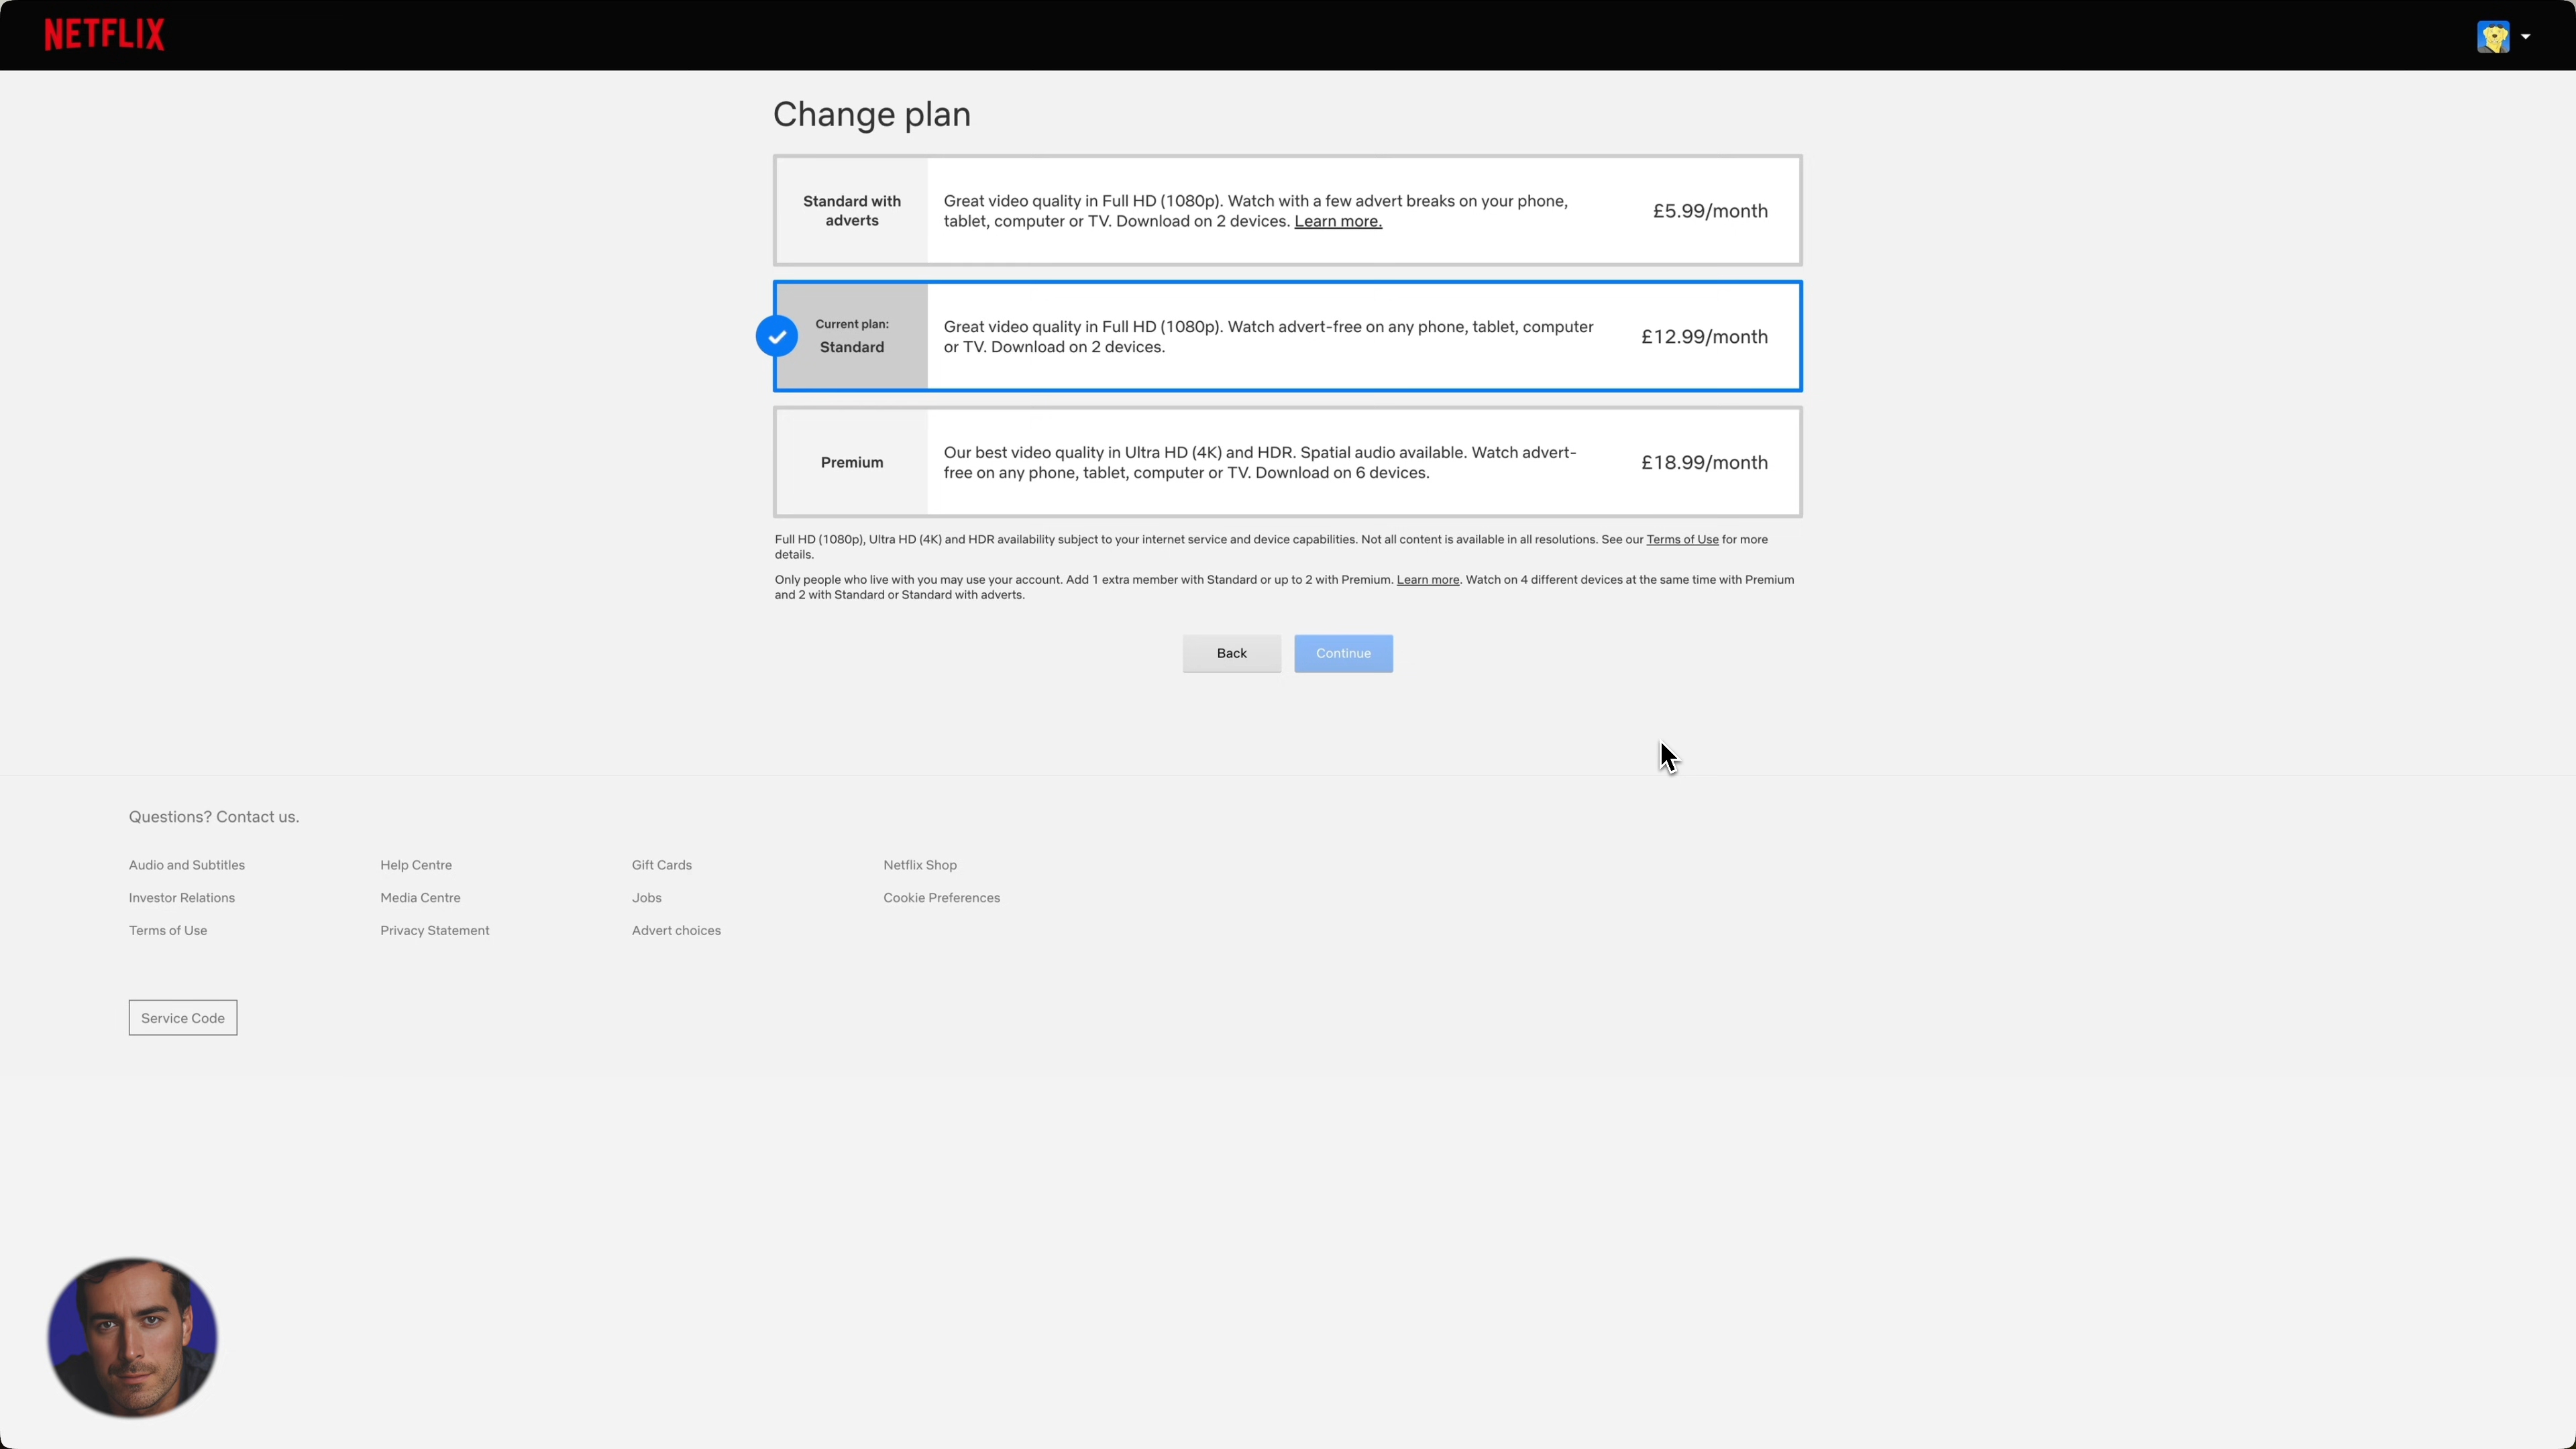 NETFLIX
Change plan
Standard with
adverts
Great video quality in Full HD (1080p). Watch with a few advert breaks on your phone,
tablet, computer or TV. Download on 2 devices. Learn more.
£5.99/month
Current plan:
Standard
Great video quality in Full HD (1080p). Watch advert-free on any phone, tablet, computer
or TV. Download on 2 devices.
£12.99/month
Premium
Our best video quality in Ultra HD (4K) and HDR. Spatial audio available. Watch advert-
free on any phone, tablet, computer or TV. Download on 6 devices.
£18.99/month
Full HD (1080p), Ultra HD (4K) and HDR availability subject to your internet service and device capabilities. Not all content is available in all resolutions. See our Terms of Use for more
details.
Only people who live with you may use your account. Add 1 extra member with Standard or up to 2 with Premium. Learn more. Watch on 4 different devices at the same time with Premium
and 2 with Standard or Standard with adverts.
Back
Continue
Questions? Contact us.
Audio and Subtitles
Help Centre
Gift Cards
Netflix Shop
Investor Relations
Media Centre
Jobs
Cookie Preferences
Terms of Use
Privacy Statement
Advert choices
Service Code